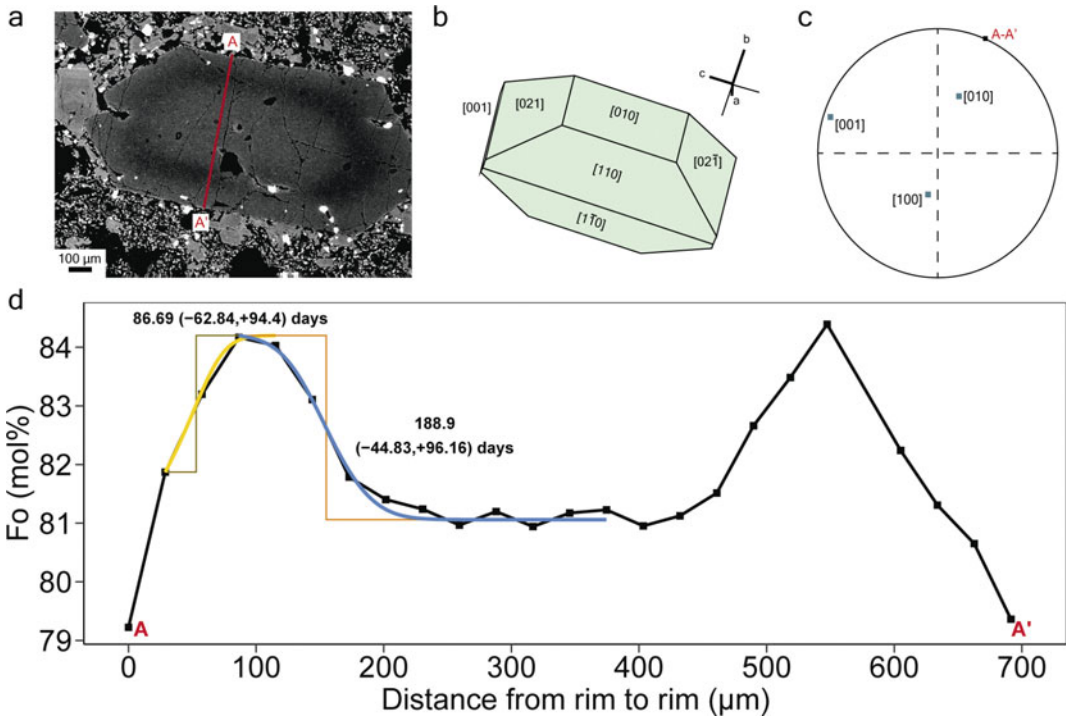 a
A
A'
100 µm
b
b
c
a
[001]
[021]
[010]
[021̄]
[110]
[11̄0]
c
A-A'
[010]
[001]
[100]
d
86.69 (−62.84,+94.4) days
188.9
(−44.83,+96.16) days
Fo (mol%)
84
83
82
81
80
79
A
A'
0 100 200 300 400 500 600 700
Distance from rim to rim (µm)